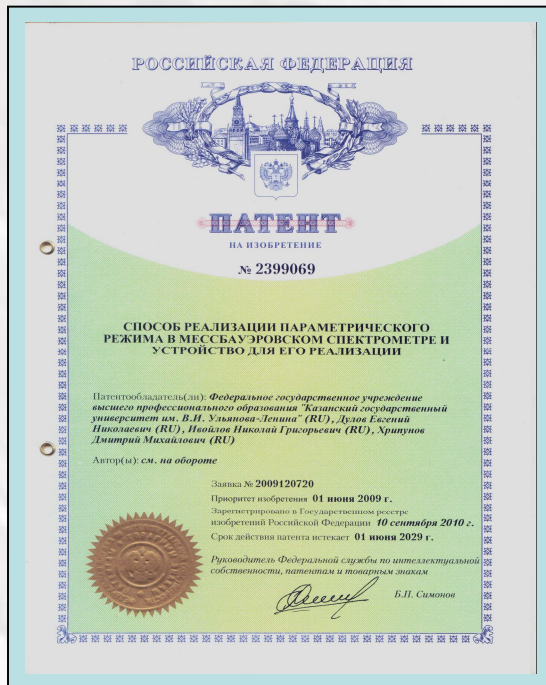 РОССИЙСКАЯ ФЕДЕРАЦИЯ
ПАТЕНТ
НА ИЗОБРЕТЕНИЕ
№ 2399069
СПОСОБ РЕАЛИЗАЦИИ ПАРАМЕТРИЧЕСКОГО
РЕЖИМА В МЕССБАУЭРОВСКОМ СПЕКТРОМЕТРЕ И
УСТРОЙСТВО ДЛЯ ЕГО РЕАЛИЗАЦИИ
Патентообладатель(ли): Федеральное государственное учреждение
высшего профессионального образования "Казанский государственный
университет им. В.И. Ульянова-Ленина" (RU), Дулов Евгений
Николаевич (RU), Ивойлов Николай Григорьевич (RU), Хрипунов
Дмитрий Михайлович (RU)
Автор(ы): см. на обороте
Заявка № 2009120720
Приоритет изобретения 01 июня 2009 г.
Зарегистрировано в Государственном реестре
изобретений Российской Федерации 10 сентября 2010 г.
Срок действия патента истекает 01 июня 2029 г.
Руководитель Федеральной службы по интеллектуальной
собственности, патентам и товарным знакам
Б.П. Симонов